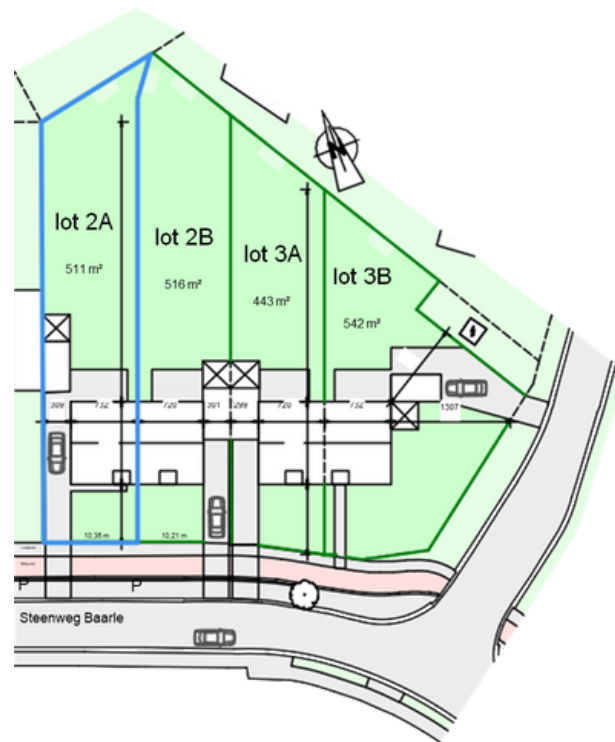 lot 2A
511 m²
lot 2B
516 m²
lot 3A
443 m²
lot 3B
542 m²
N
309
732
720
301
299
720
732
1307
10,36 m
10,21 m
P
P
Steenweg Baarle